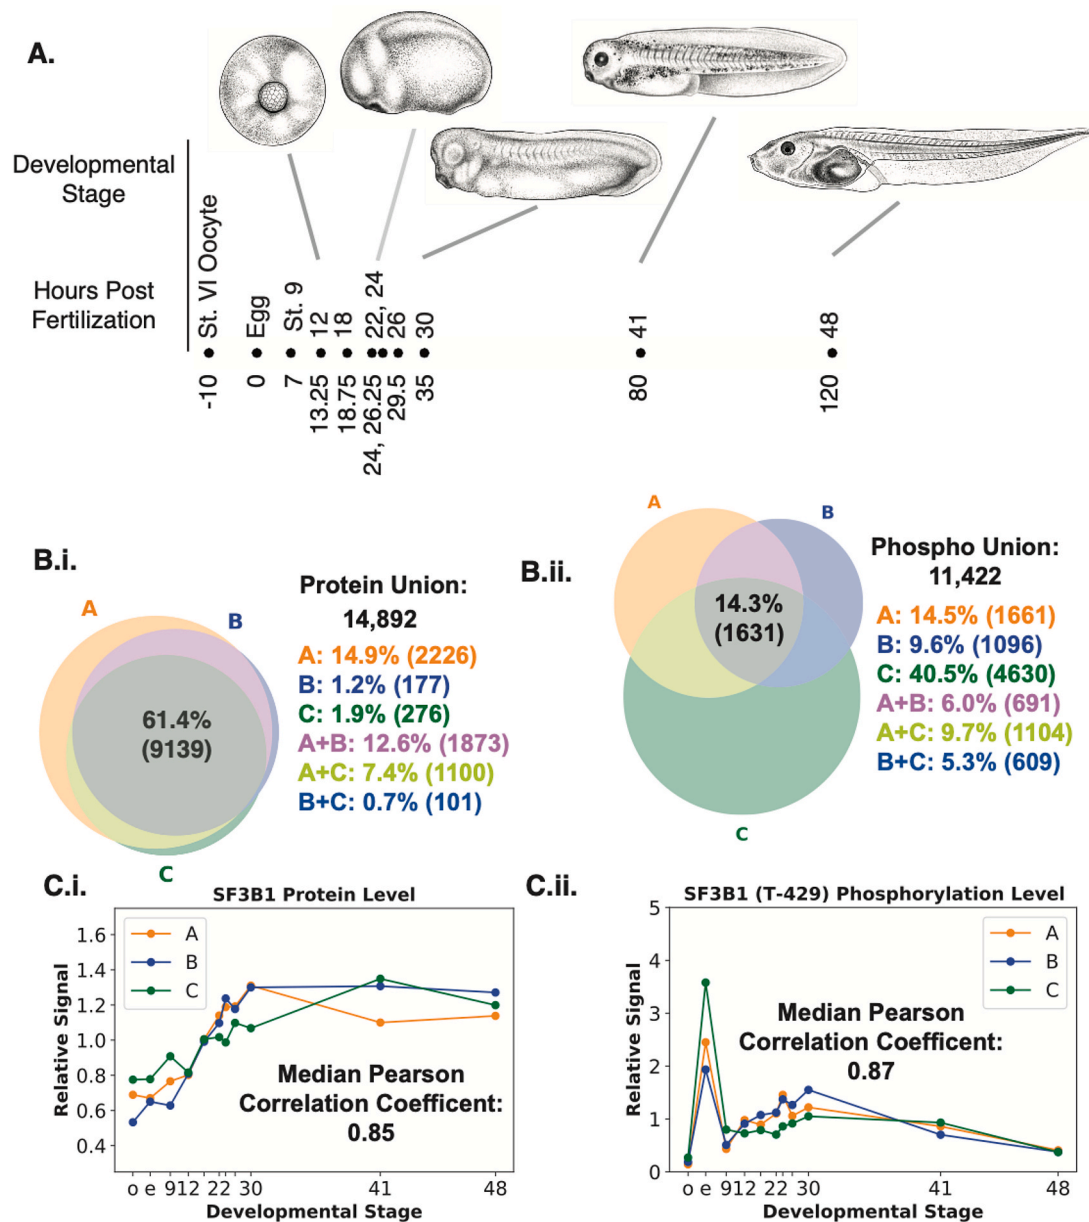 A.
Developmental
Stage
Hours Post
Fertilization
St. VI Oocyte
Egg
St. 9
12
18
22, 24
26
30
41
48
-10
0
7
13.25
18.75
24, 26.25
29.5
35
80
120
B.i.
A
B
C
61.4%
(9139)
Protein Union:
14,892
A: 14.9% (2226)
B: 1.2% (177)
C: 1.9% (276)
A+B: 12.6% (1873)
A+C: 7.4% (1100)
B+C: 0.7% (101)
B.ii.
A
B
C
14.3%
(1631)
Phospho Union:
11,422
A: 14.5% (1661)
B: 9.6% (1096)
C: 40.5% (4630)
A+B: 6.0% (691)
A+C: 9.7% (1104)
B+C: 5.3% (609)
C.i.
SF3B1 Protein Level
A
B
C
1.6
1.4
1.2
1.0
0.8
0.6
0.4
Relative Signal
Median Pearson
Correlation Coefficent:
0.85
o e 912 22 30 41 48
Developmental Stage
C.ii.
SF3B1 (T-429) Phosphorylation Level
A
B
C
5
4
3
2
1
0
Relative Signal
Median Pearson
Correlation Coefficent:
0.87
o e 912 22 30 41 48
Developmental Stage